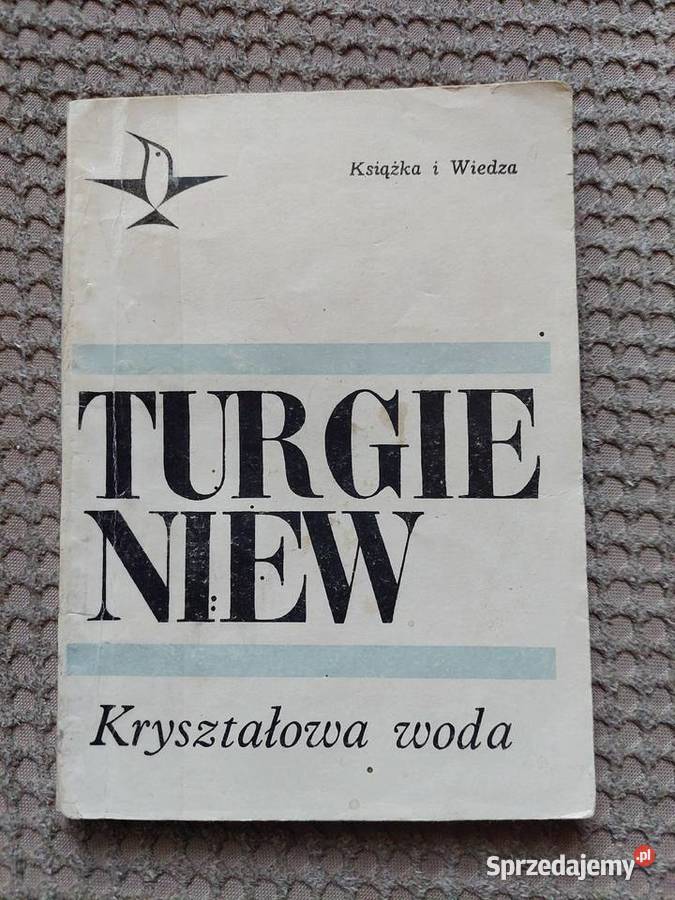 Książka i Wiedza
TURGIE
NIEW
Kryształowa woda
Sprzedajemy.pl